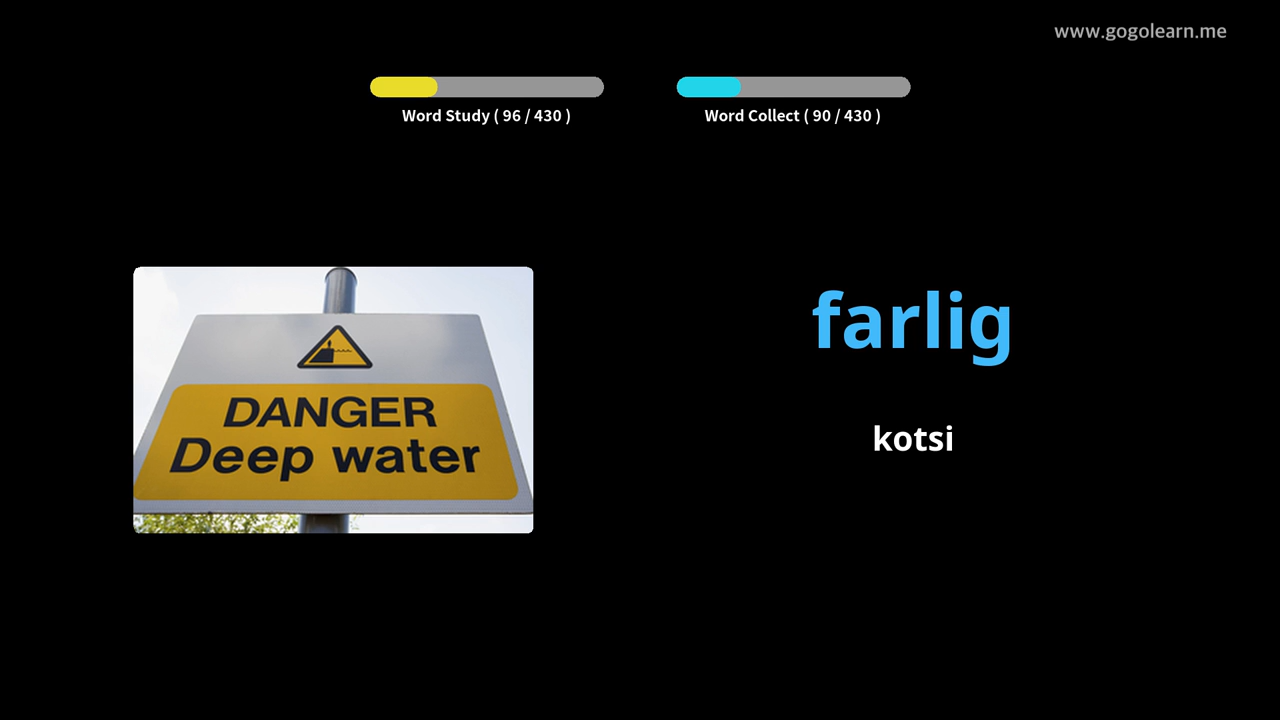 www.gogolearn.me
Word Study ( 96 / 430 )
Word Collect ( 90 / 430 )
DANGER
Deep water
farlig
kotsi